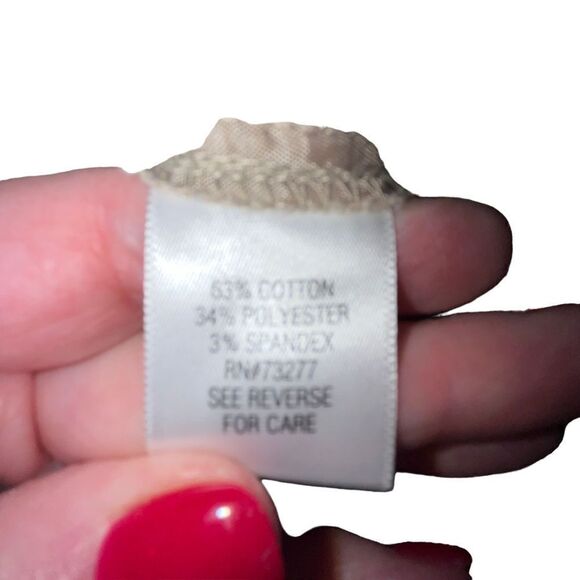 63% COTTON
34% POLYESTER
3% SPANDEX
RN#73277
SEE REVERSE
FOR CARE